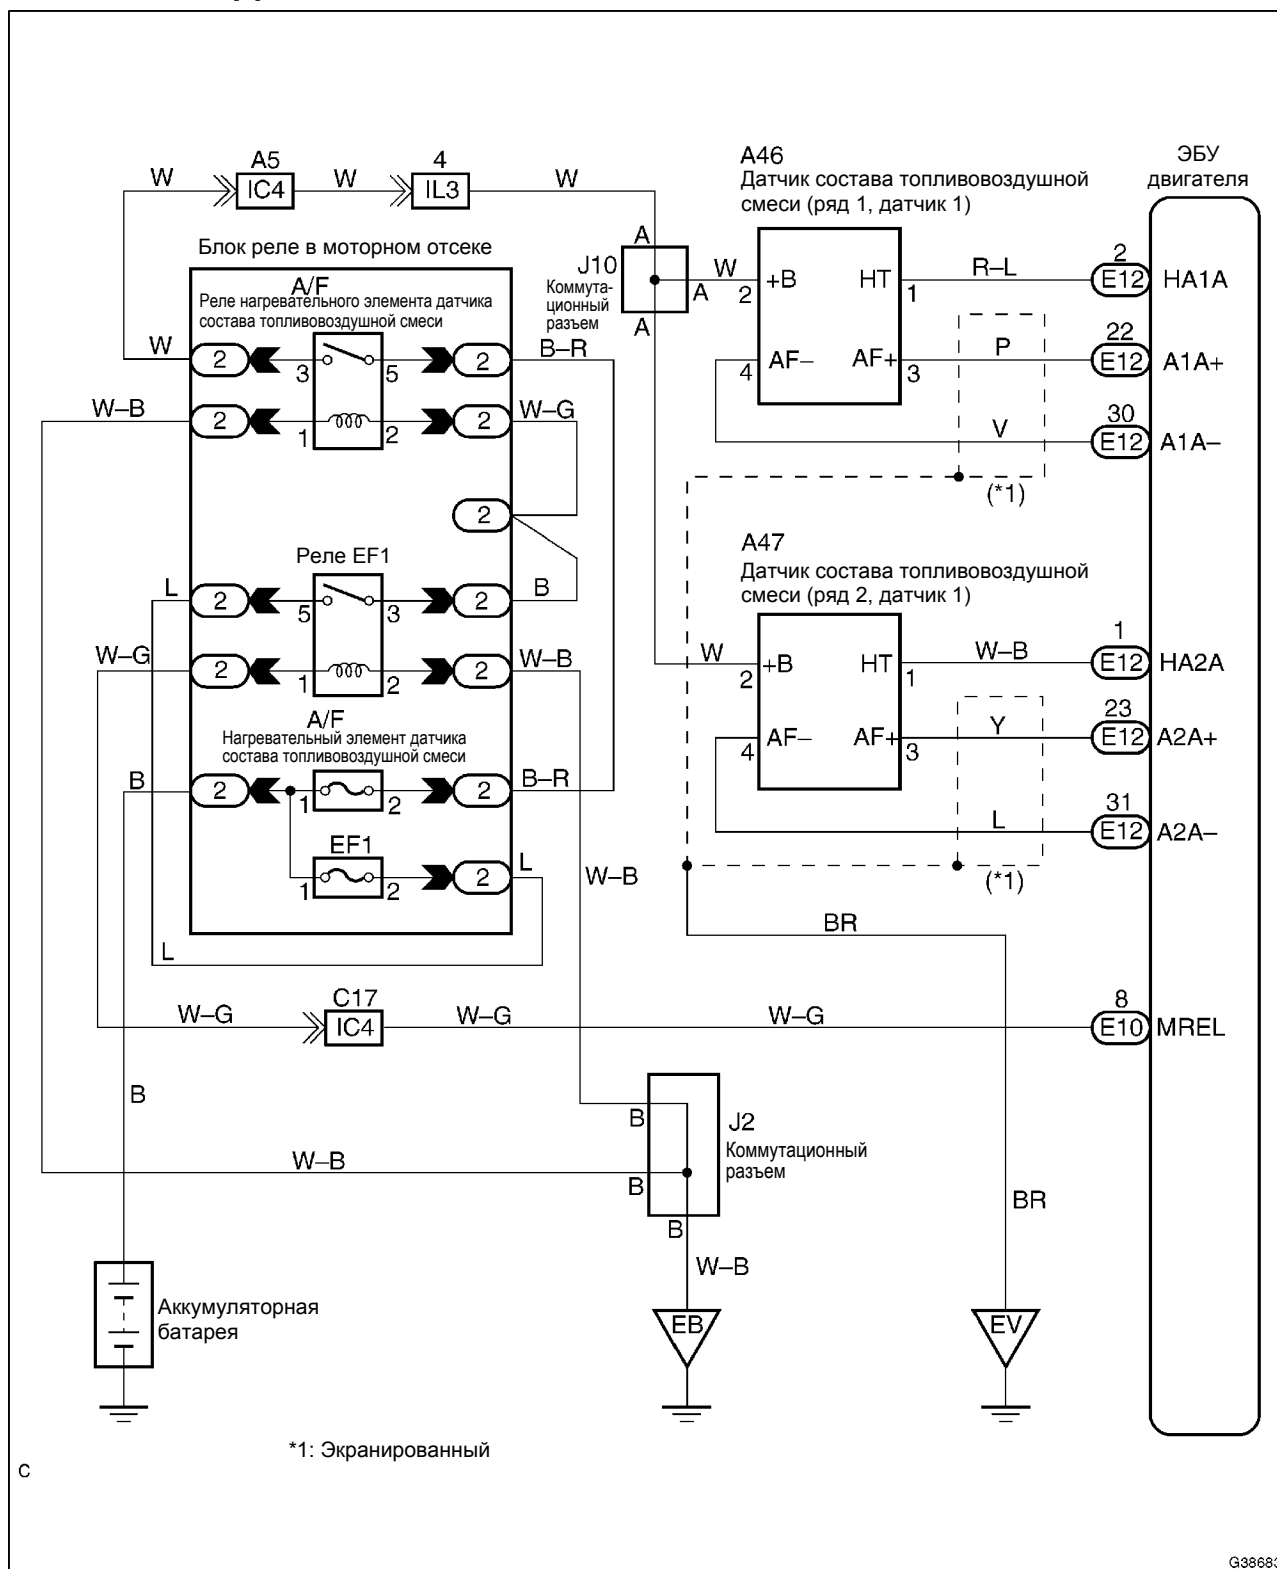 A5
4
W
IC4
W
IL3
W
A46
Датчик состава топливовоздушной
смеси (ряд 1, датчик 1)
ЭБУ
двигателя
Блок реле в моторном отсеке
A/F
Реле нагревательного элемента датчика
состава топливовоздушной смеси
A
J10
Коммута-
ционный
разъем
W
A
A
2
+B
HT
1
R–L
2
E12
HA1A
W
2
3
5
2
B–R
4
AF–
AF+
3
P
22
E12
A1A+
W–B
2
1
2
2
W–G
V
30
E12
A1A–
(*1)
2
A47
Датчик состава топливовоздушной
смеси (ряд 2, датчик 1)
Реле EF1
L
2
5
3
2
B
W–G
2
1
2
2
W–B
W
2
+B
HT
1
W–B
1
E12
HA2A
A/F
Нагревательный элемент датчика
состава топливовоздушной смеси
4
AF–
AF+
3
Y
23
E12
A2A+
B
2
1
2
2
B–R
L
31
E12
A2A–
EF1
1
2
2
L
W–B
(*1)
L
BR
C17
W–G
IC4
W–G
W–G
8
E10
MREL
B
B
J2
Коммутационный
разъем
W–B
B
B
BR
W–B
Аккумуляторная
батарея
EB
EV
*1: Экранированный
C
G38683